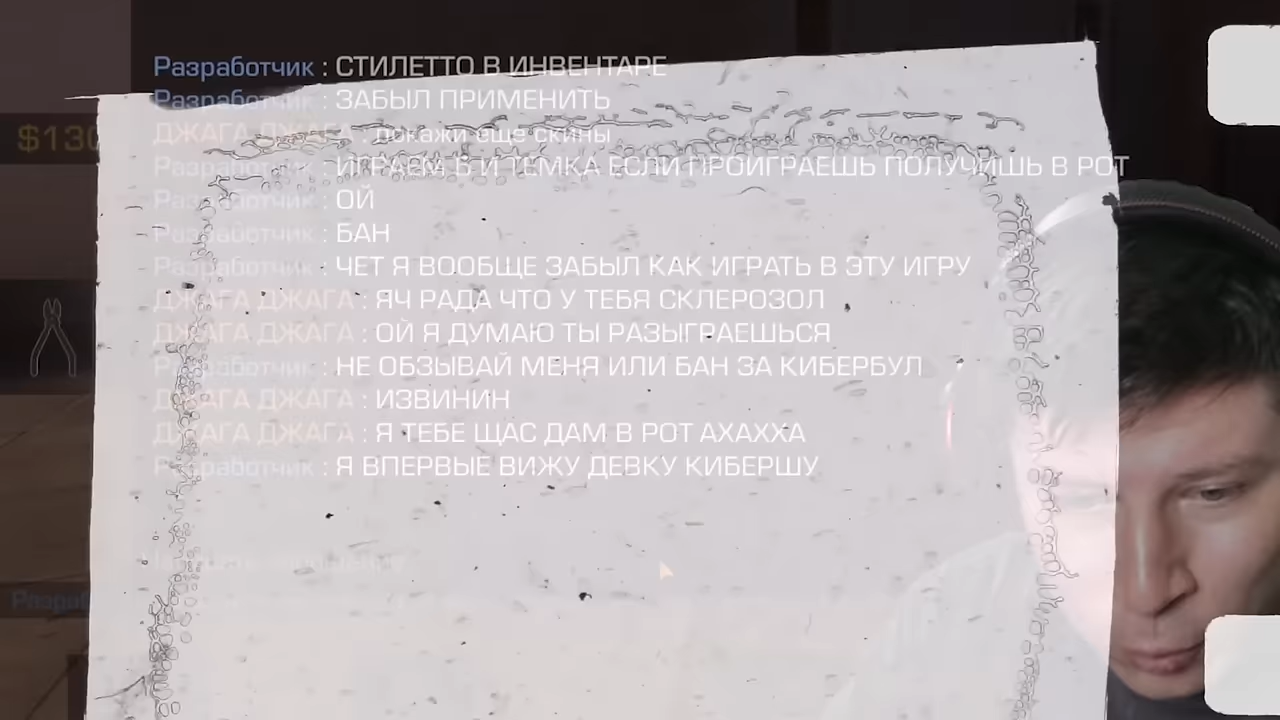 Разработчик : СТИЛЕТТО В ИНВЕНТАРЕ
Разработчик : ЗАБЫЛ ПРИМЕНИТЬ
$130
ДЖАГА ДЖАГА : покажи еще скины
Разработчик : ИГРАЕМ Б И ТЕМКА ЕСЛИ ПРОИГРАЕШЬ ПОЛУЧИШЬ В РОТ
Разработчик : ОЙ
Разработчик : БАН
Разработчик : ЧЕТ Я ВООБЩЕ ЗАБЫЛ КАК ИГРАТЬ В ЭТУ ИГРУ
ДЖАГА ДЖАГА : ЯЧ РАДА ЧТО У ТЕБЯ СКЛЕРОЗОЛ
ДЖАГА ДЖАГА : ОЙ Я ДУМАЮ ТЫ РАЗЫГРАЕШЬСЯ
Разработчик : НЕ ОБЗЫВАЙ МЕНЯ ИЛИ БАН ЗА КИБЕРБУЛ
ДЖАГА ДЖАГА : ИЗВИНИН
ДЖАГА ДЖАГА : Я ТЕБЕ ЩАС ДАМ В РОТ АХАХХА
Разработчик : Я ВПЕРВЫЕ ВИЖУ ДЕВКУ КИБЕРШУ